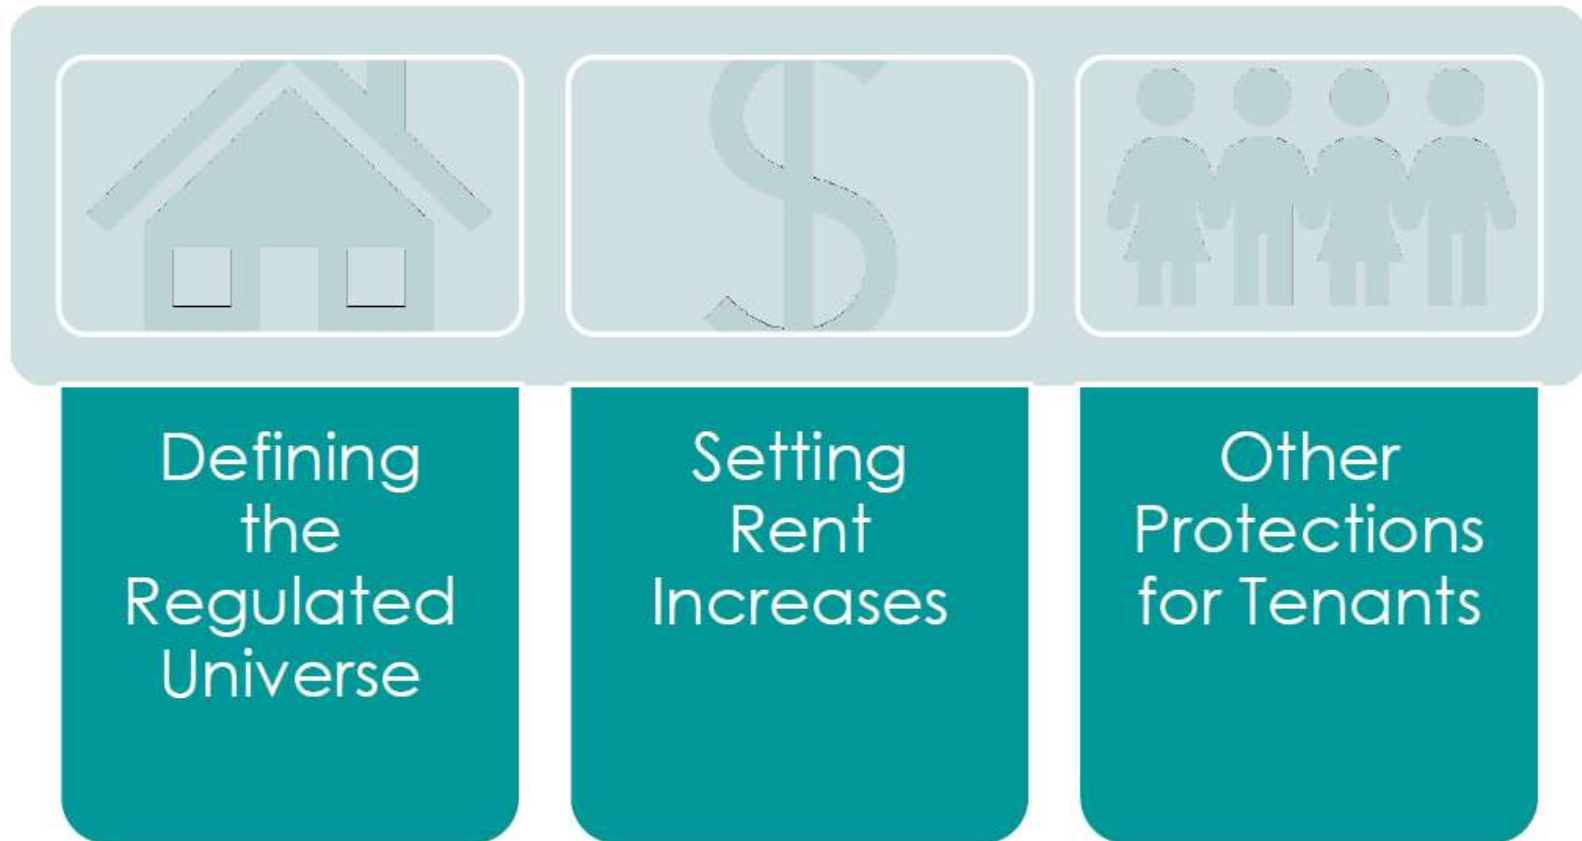 Defining
the
Regulated
Universe
Setting
Rent
Increases
Other
Protections
for Tenants